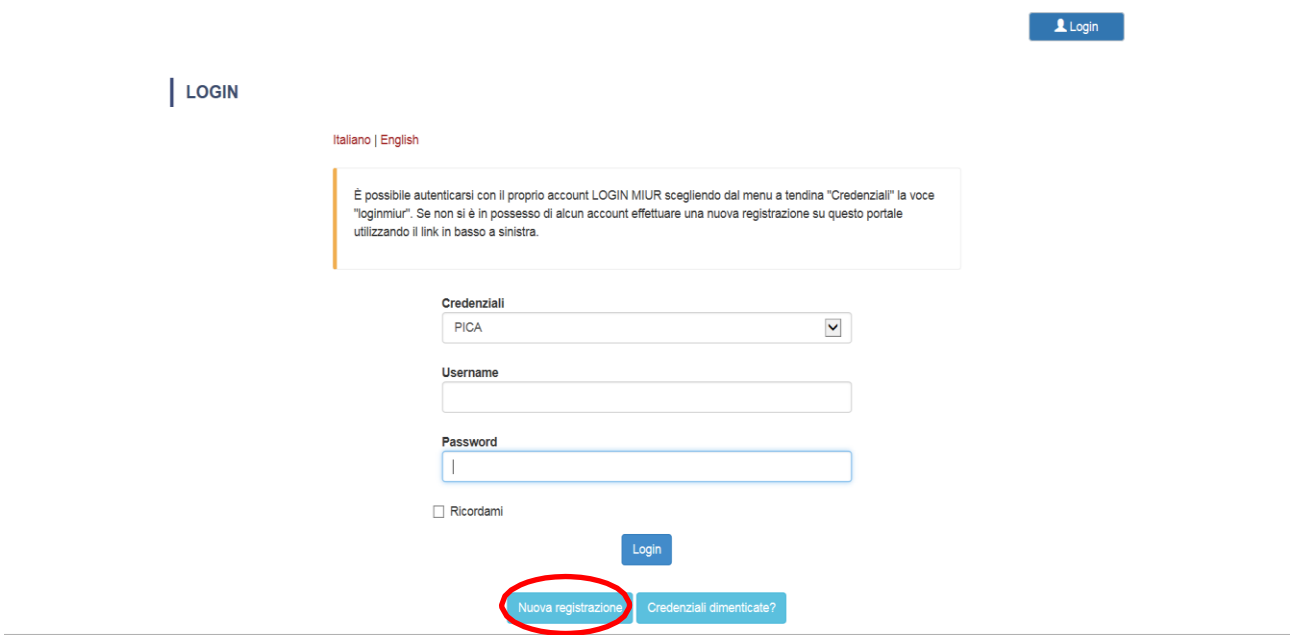 Login
LOGIN
Italiano | English
È possibile autenticarsi con il proprio account LOGIN MIUR scegliendo dal menu a tendina "Credenziali" la voce
"loginmiur". Se non si è in possesso di alcun account effettuare una nuova registrazione su questo portale
utilizzando il link in basso a sinistra.
Credenziali
PICA
Username
Password
Ricordami
Login
Nuova registrazione Credenziali dimenticate?